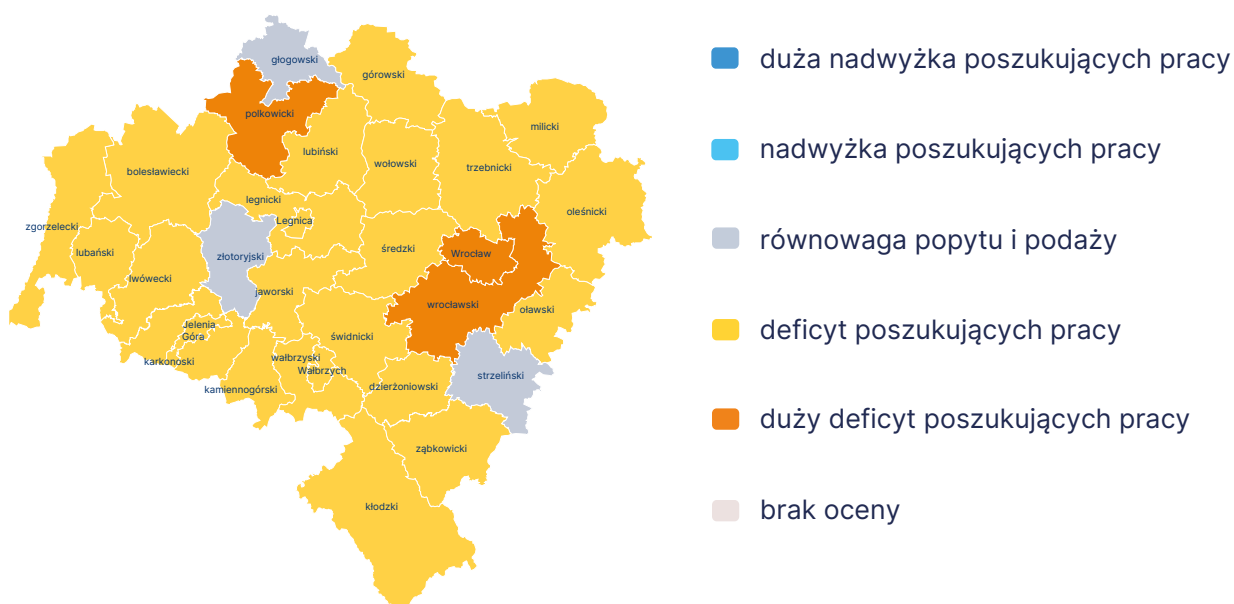 głogowski
górowski
polkowicki
milicki
lubiński
wołowski
trzebnicki
bolesławiecki
legnicki
oleśnicki
Legnica
zgorzelecki
lubański
złotoryjski
średzki
Wrocław
lwówecki
jaworski
wrocławski
oławski
Jelenia
Góra
świdnicki
karkonoski
wałbrzyski
Wałbrzych
strzeliński
kamiennogórski
dzierżoniowski
ząbkowicki
kłodzki
duża nadwyżka poszukujących pracy
nadwyżka poszukujących pracy
równowaga popytu i podaży
deficyt poszukujących pracy
duży deficyt poszukujących pracy
brak oceny